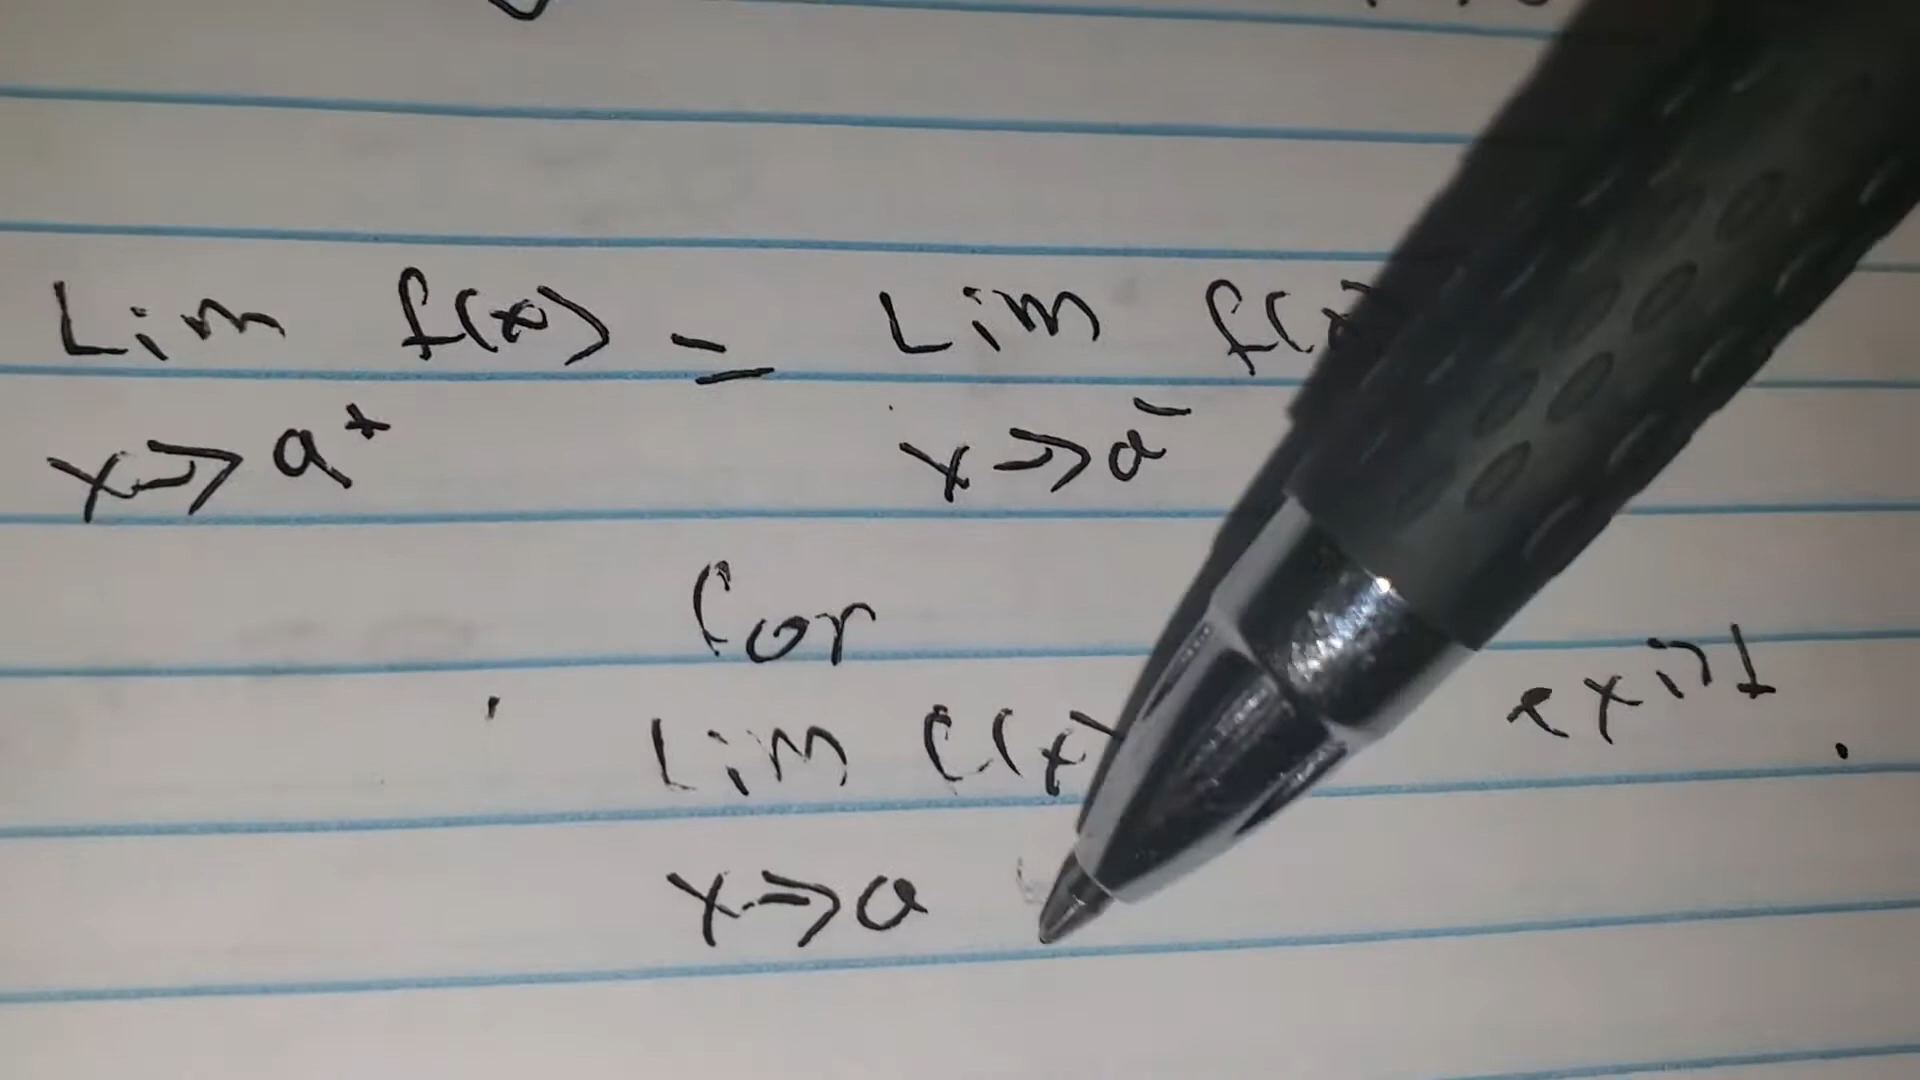 Lim f(x) = Lim f(x)
x→a⁺ x→a⁻
for
Lim f(x) exist.
x→a